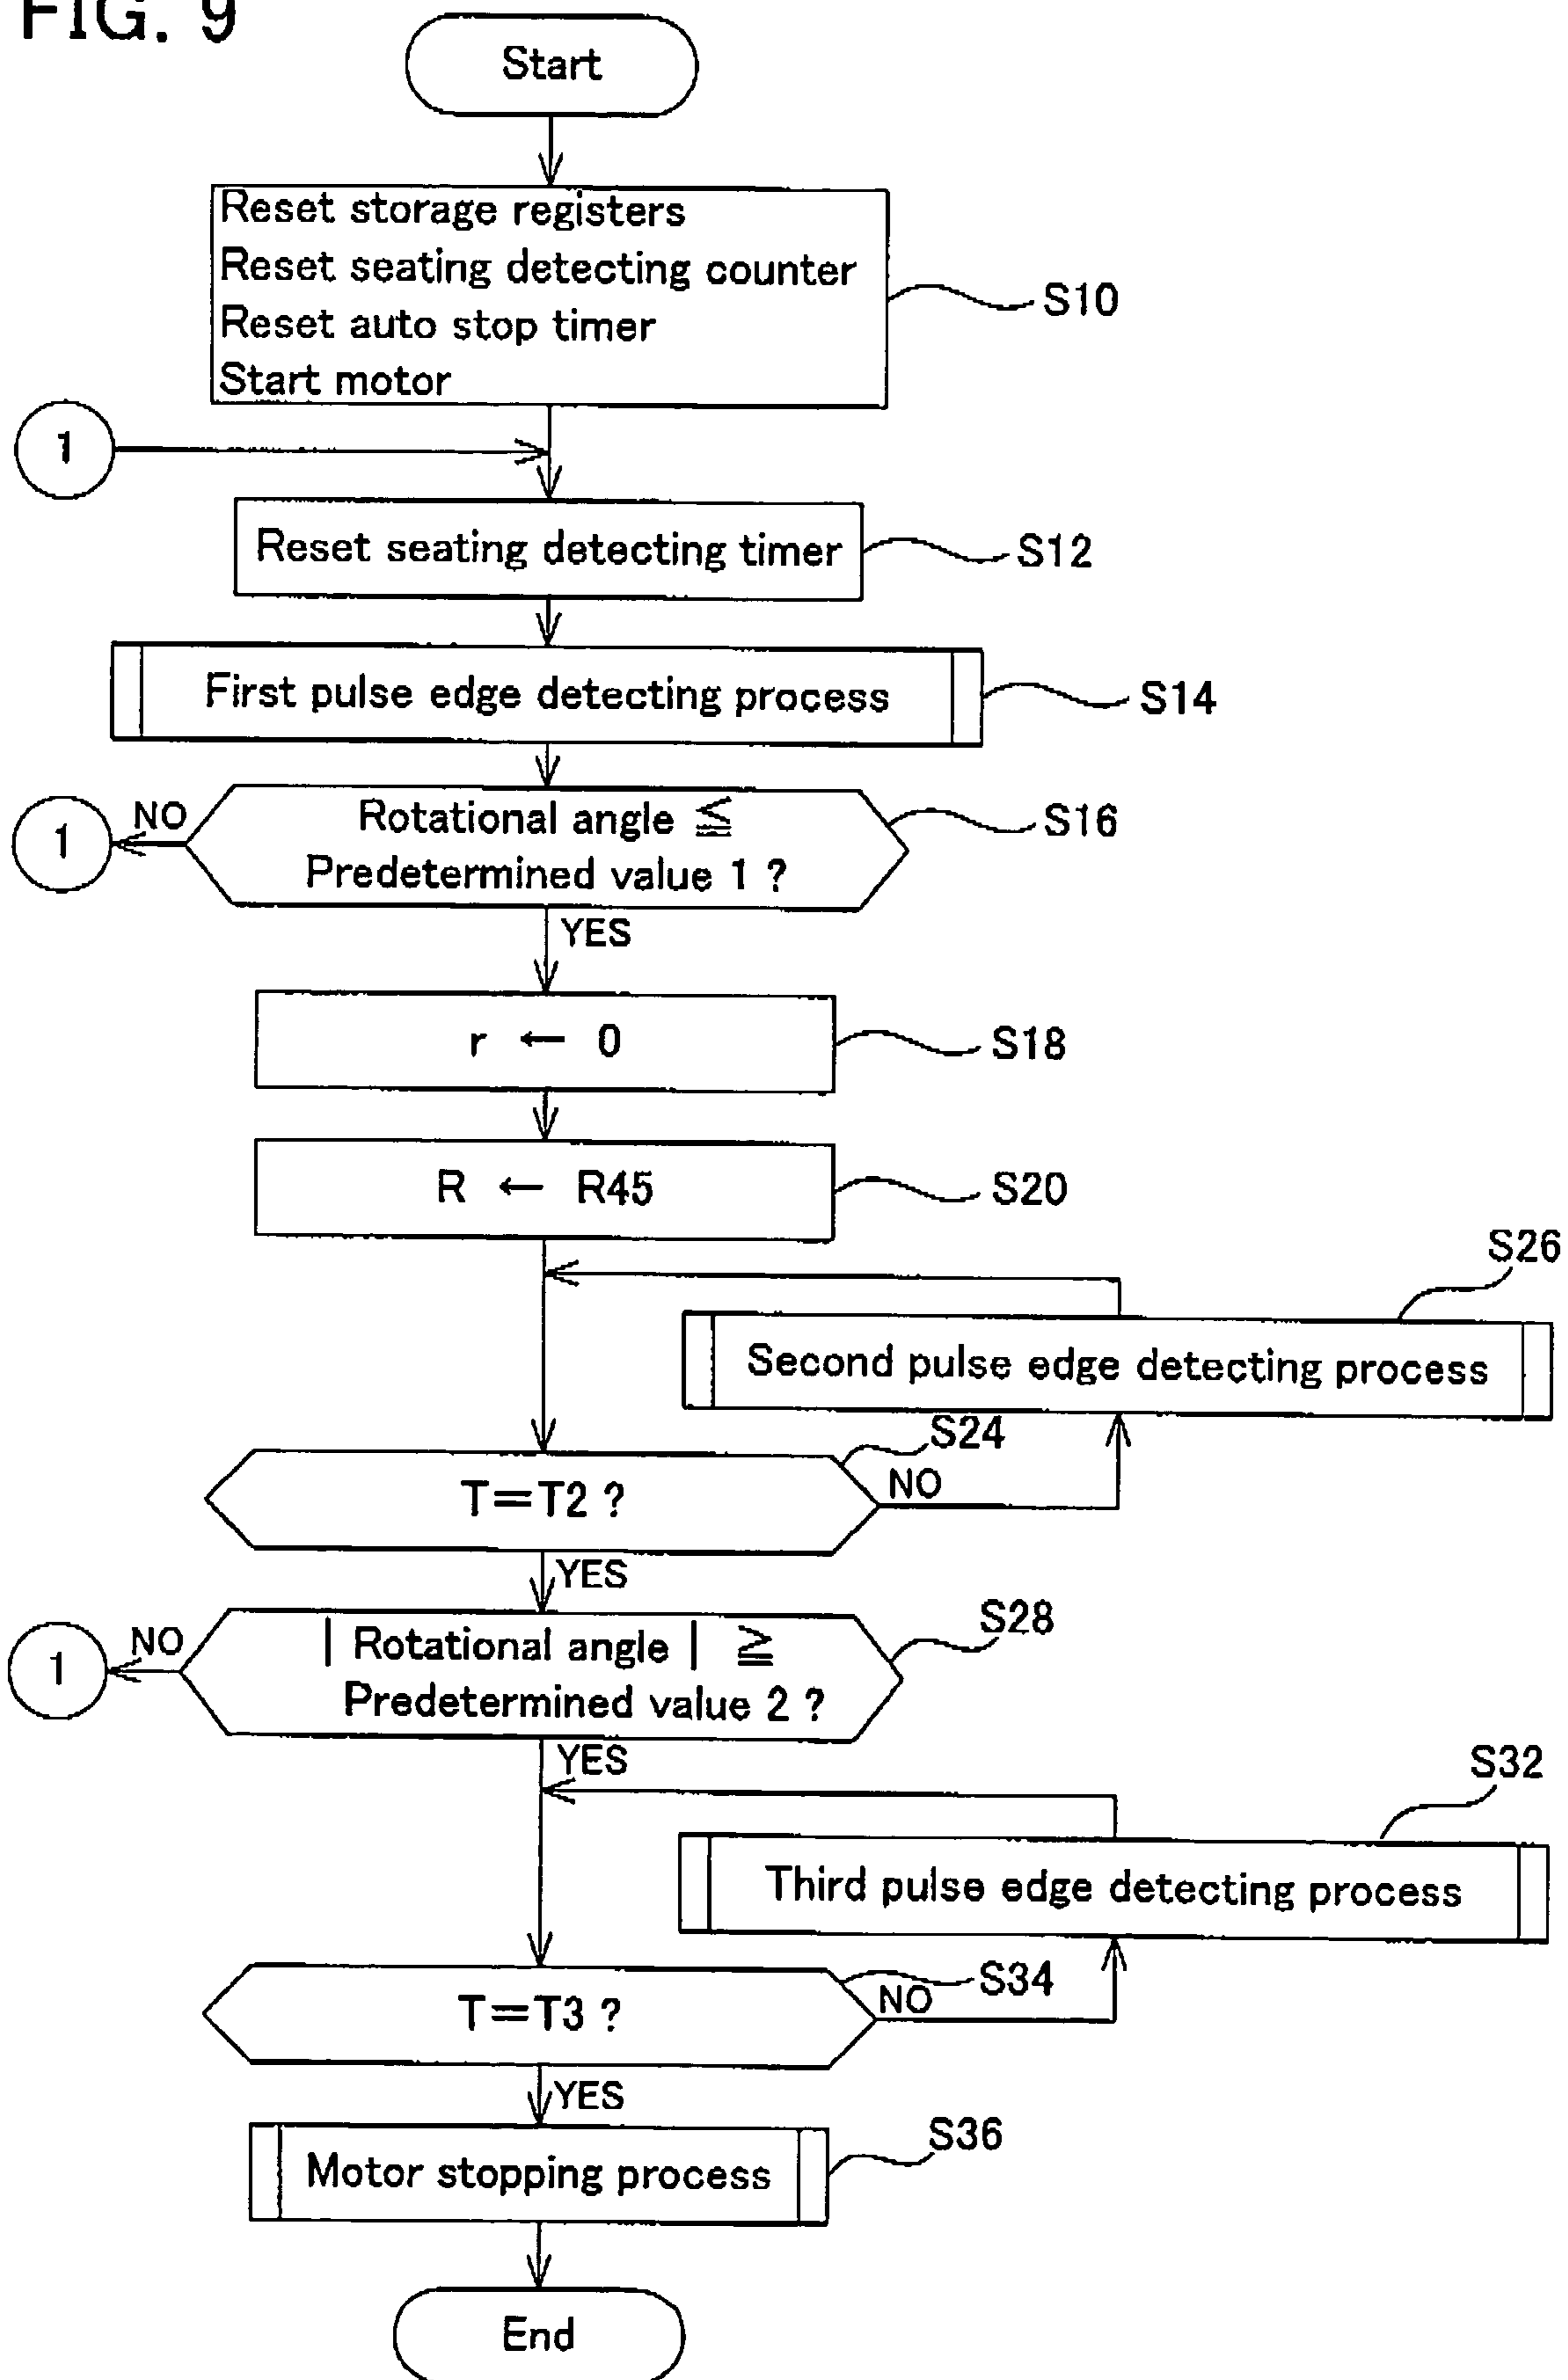 FIG. 9
Start
Reset storage registers
Reset seating detecting counter
Reset auto stop timer
Start motor
S10
1
Reset seating detecting timer
S12
First pulse edge detecting process
S14
Rotational angle ≦
Predetermined value 1 ?
S16
NO
1
YES
r ← 0
S18
R ← R45
S20
S26
Second pulse edge detecting process
S24
T=T2 ?
NO
YES
| Rotational angle | ≧
Predetermined value 2 ?
S28
NO
1
YES
S32
Third pulse edge detecting process
S34
T=T3 ?
NO
YES
Motor stopping process
S36
End